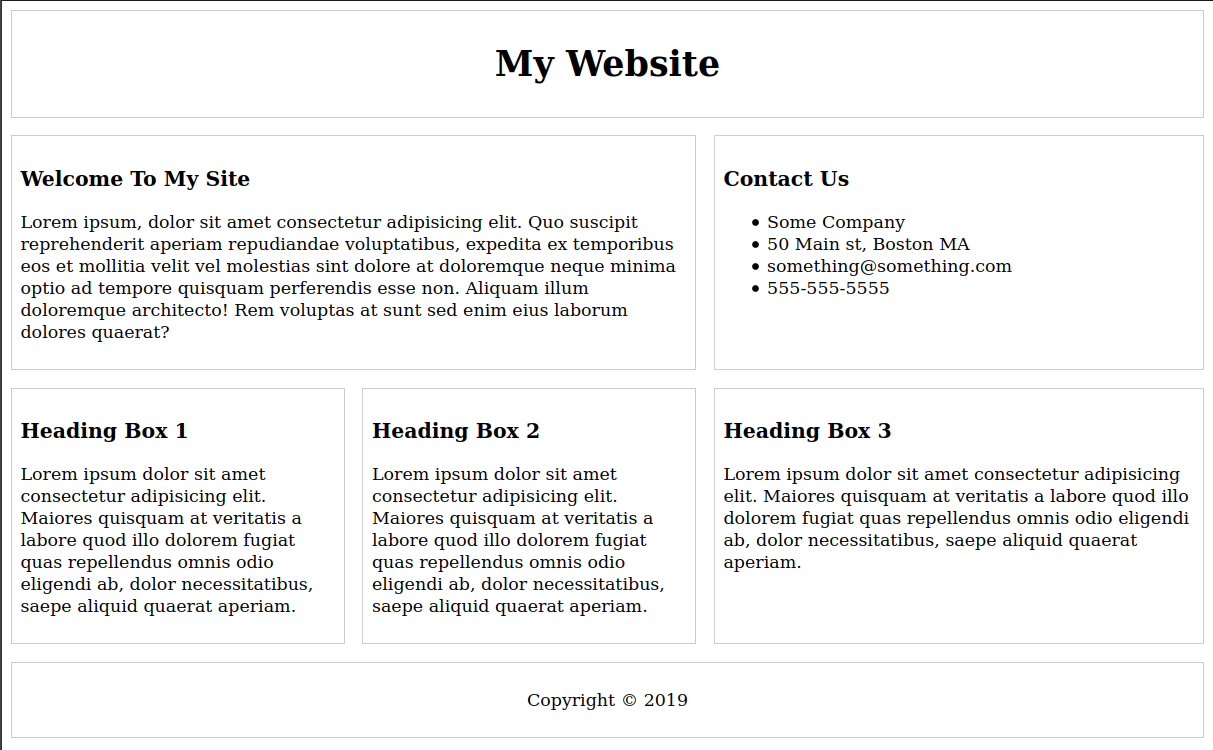 My Website
Welcome To My Site
Lorem ipsum, dolor sit amet consectetur adipisicing elit. Quo suscipit
reprehenderit aperiam repudiandae voluptatibus, expedita ex temporibus
eos et mollitia velit vel molestias sint dolore at doloremque neque minima
optio ad tempore quisquam perferendis esse non. Aliquam illum
doloremque architecto! Rem voluptas at sunt sed enim eius laborum
dolores quaerat?
Contact Us
• Some Company
• 50 Main st, Boston MA
• something@something.com
• 555-555-5555
Heading Box 1
Lorem ipsum dolor sit amet
consectetur adipisicing elit.
Maiores quisquam at veritatis a
labore quod illo dolorem fugiat
quas repellendus omnis odio
eligendi ab, dolor necessitatibus,
saepe aliquid quaerat aperiam.
Heading Box 2
Lorem ipsum dolor sit amet
consectetur adipisicing elit.
Maiores quisquam at veritatis a
labore quod illo dolorem fugiat
quas repellendus omnis odio
eligendi ab, dolor necessitatibus,
saepe aliquid quaerat aperiam.
Heading Box 3
Lorem ipsum dolor sit amet consectetur adipisicing
elit. Maiores quisquam at veritatis a labore quod illo
dolorem fugiat quas repellendus omnis odio eligendi
ab, dolor necessitatibus, saepe aliquid quaerat
aperiam.
Copyright © 2019